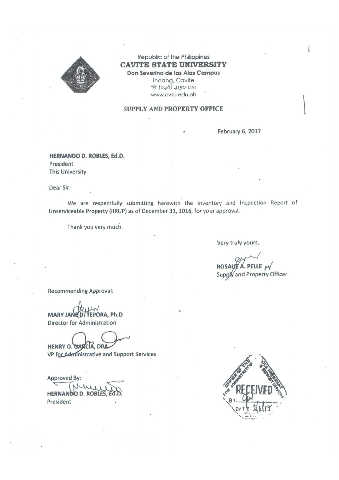 Republic of the Philippines
CAVITE STATE UNIVERSITY
Don Severino de las Alas Campus
Indang, Cavite
www.cvsu.edu.ph
SUPPLY AND PROPERTY OFFICE
February 6, 2017
HERNANDO D. ROBLES, Ed.D.
President
This University
Dear Sir:
We are respectfully submitting herewith the Inventory and Inspection Report of
Unserviceable Property (IIRUP) as of December 31, 2016, for your approval.
Thank you very much.
Very truly yours,
ROSALIE A. PELLE
Supply and Property Officer
Recommending Approval:
MARY JANE D. TEPORA, Ph.D
Director for Administration
HENRY O. GARCIA, DBA
VP for Administrative and Support Services
Approved By:
HERNANDO D. ROBLES, Ed.D.
President
RECEIVED
BY